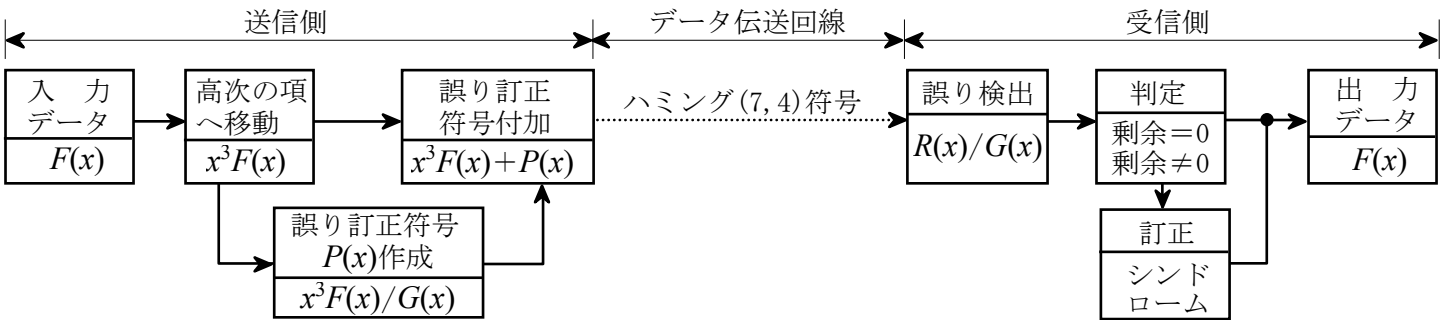 送信側
データ伝送回線
受信側
入　力
データ
F(x)
高次の項
へ移動
x³F(x)
誤り訂正
符号付加
x³F(x)+P(x)
誤り訂正符号
P(x)作成
x³F(x)/G(x)
ハミング(7, 4)符号
誤り検出
R(x)/G(x)
判定
剰余＝0
剰余≠0
訂正
シンド
ローム
出　力
データ
F(x)